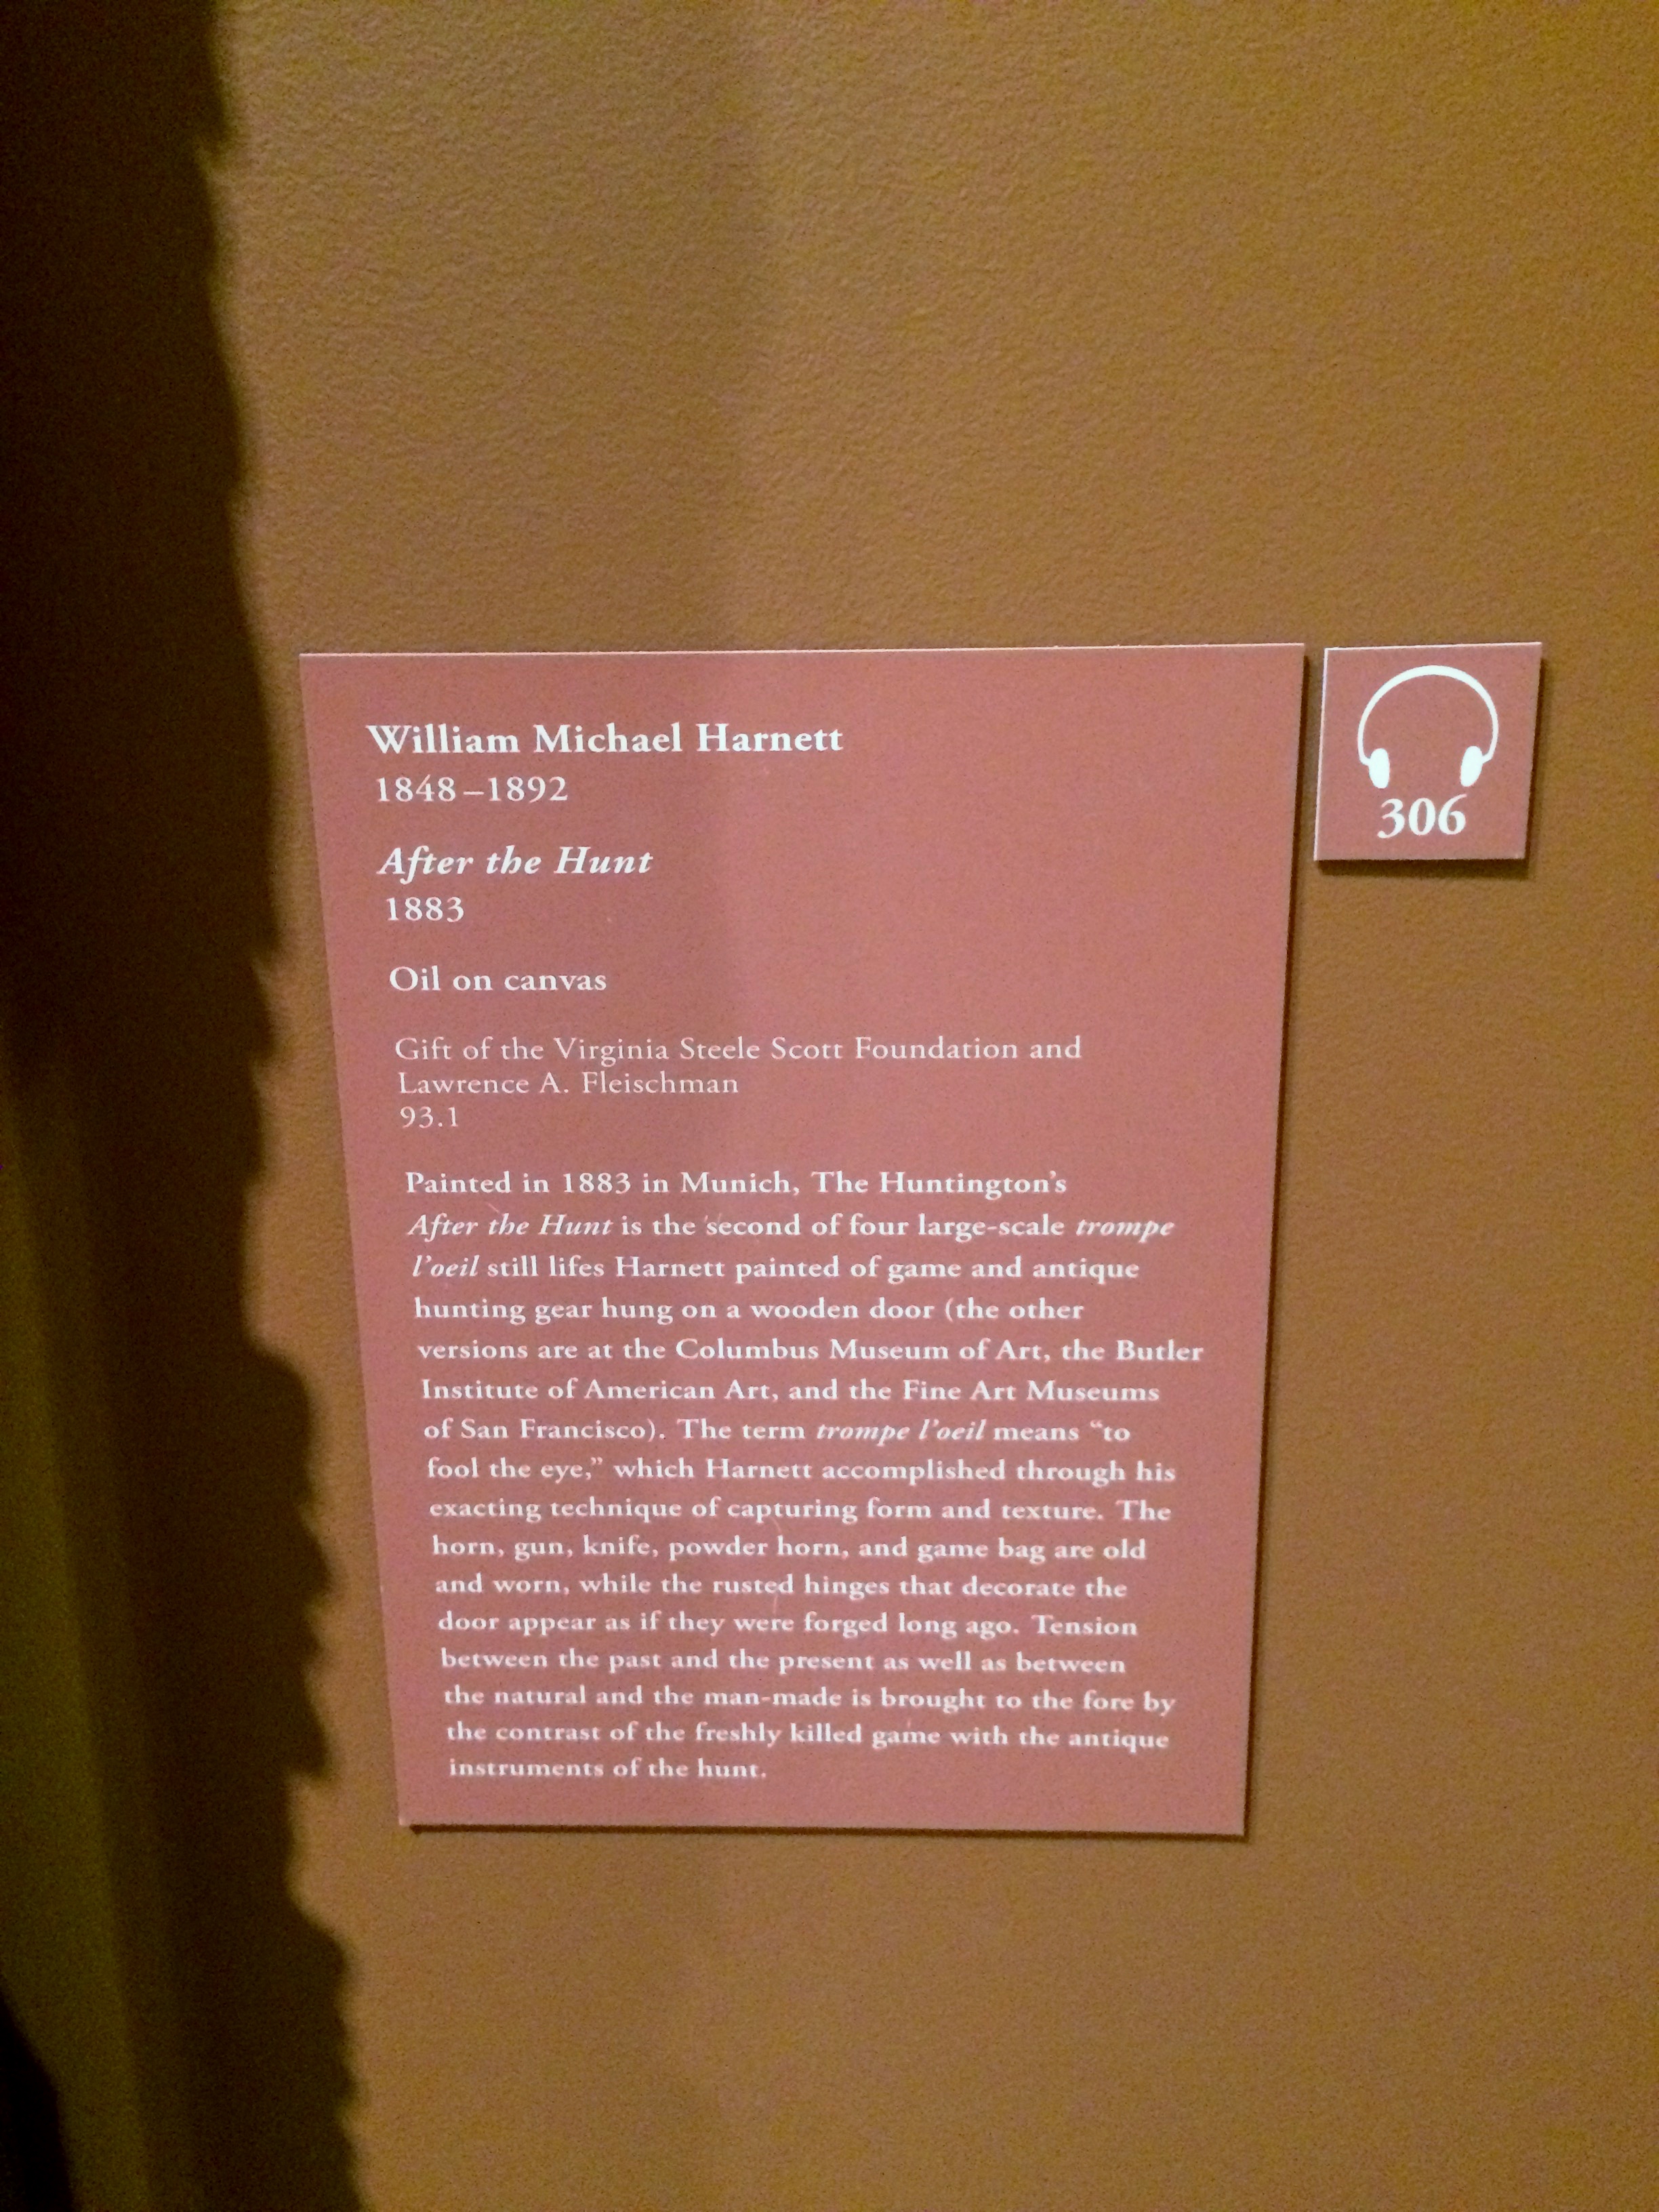 William Michael Harnett
1848–1892
After the Hunt
1883
Oil on canvas
Gift of the Virginia Steele Scott Foundation and
Lawrence A. Fleischman
93.1
Painted in 1883 in Munich, The Huntington's
After the Hunt is the second of four large-scale trompe
l'oeil still lifes Harnett painted of game and antique
hunting gear hung on a wooden door (the other
versions are at the Columbus Museum of Art, the Butler
Institute of American Art, and the Fine Art Museums
of San Francisco). The term trompe l'oeil means “to
fool the eye,” which Harnett accomplished through his
exacting technique of capturing form and texture. The
horn, gun, knife, powder horn, and game bag are old
and worn, while the rusted hinges that decorate the
door appear as if they were forged long ago. Tension
between the past and the present as well as between
the natural and the man-made is brought to the fore by
the contrast of the freshly killed game with the antique
instruments of the hunt.
306